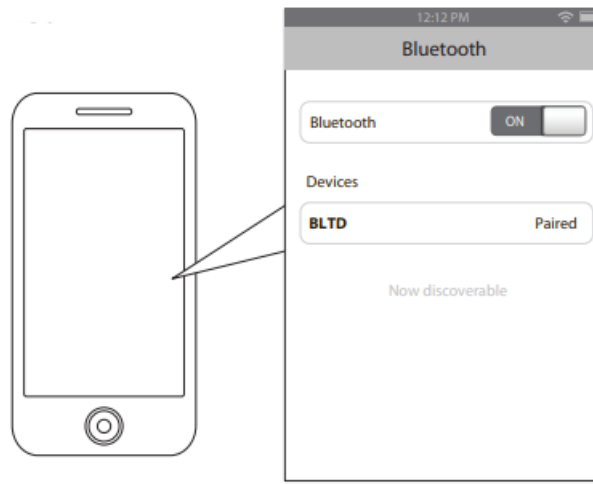 12:12 PM
Bluetooth
Bluetooth ON
Devices
BLTD Paired
Now discoverable